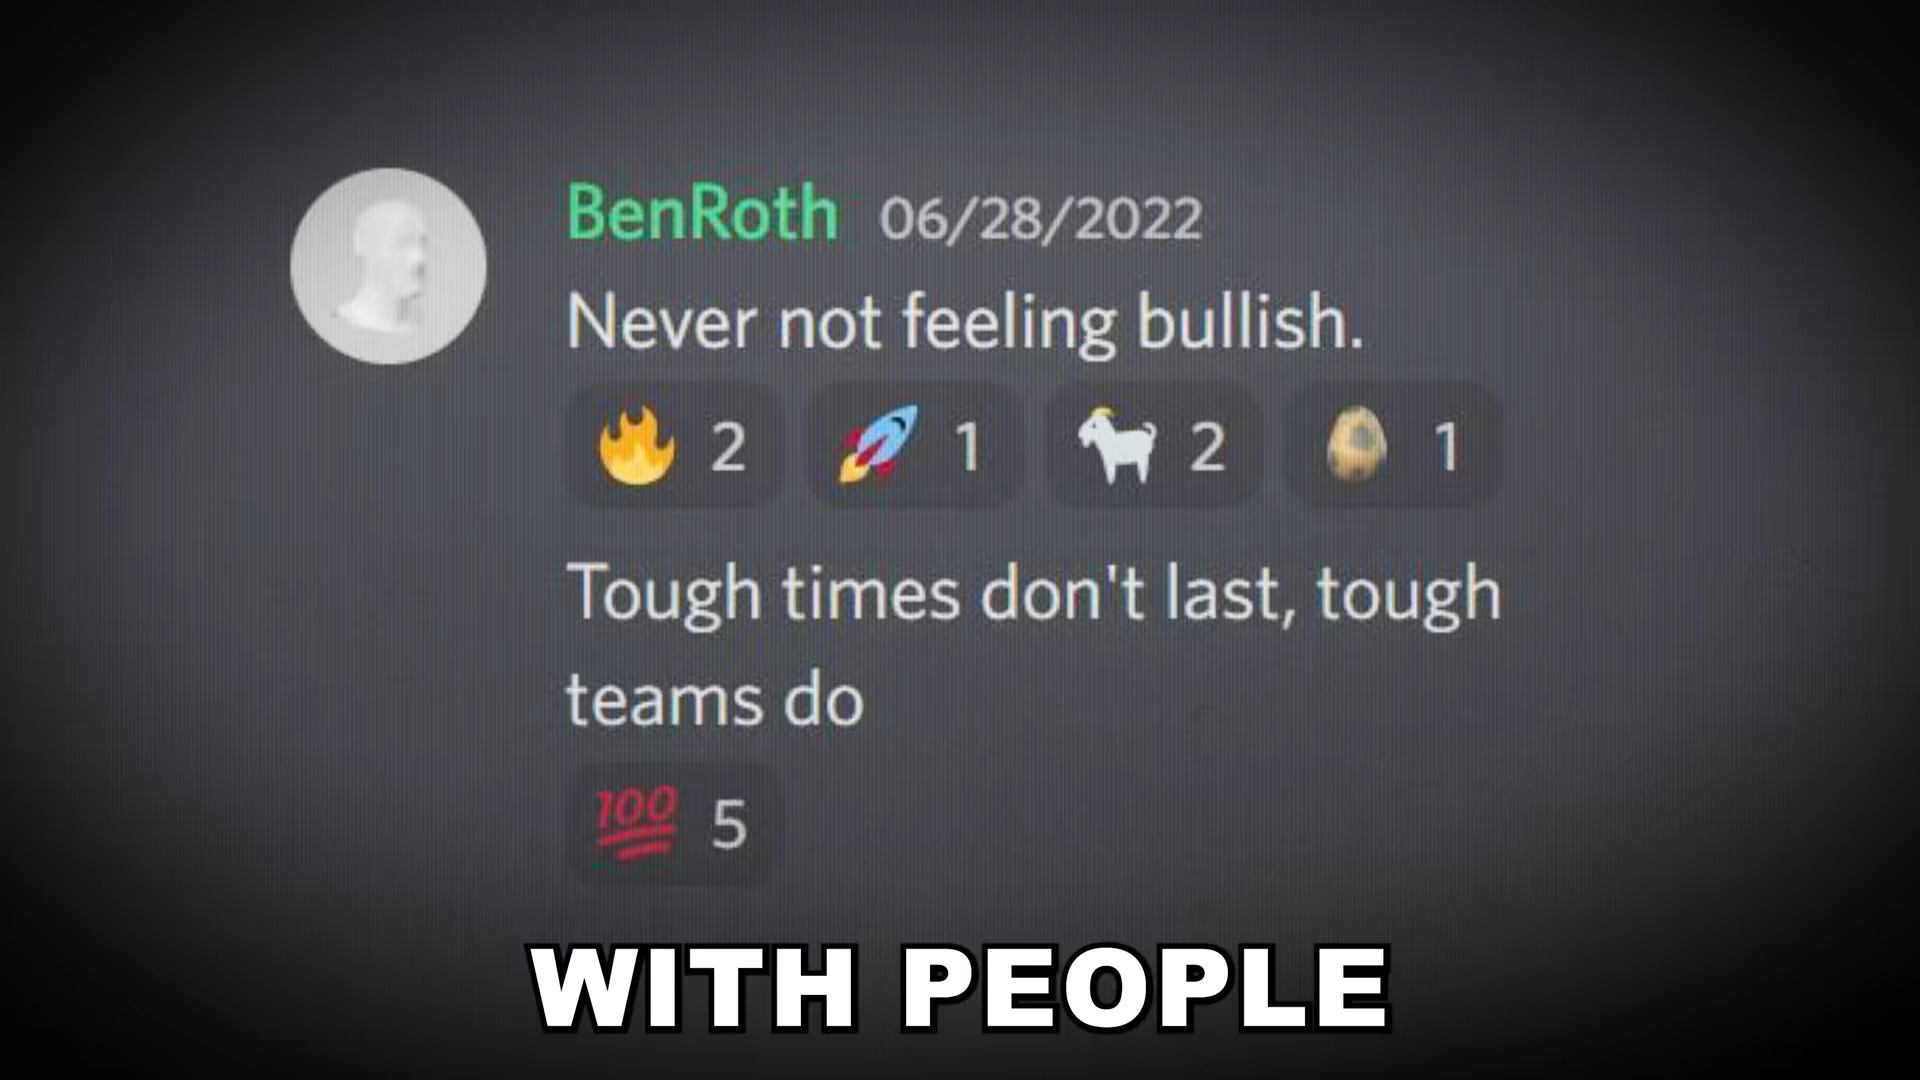 BenRoth 06/28/2022
Never not feeling bullish.
🔥 2 🚀 1 🐐 2 1
Tough times don't last, tough
teams do
💯 5
WITH PEOPLE